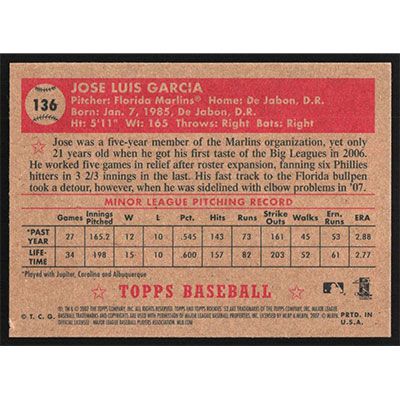 136
JOSE LUIS GARCIA
Pitcher: Florida Marlins® Home: De Jabon, D.R.
Born: Jan. 7, 1985, De Jabon, D.R.
Ht: 5'11" Wt: 165 Throws: Right Bats: Right
Jose was a five-year member of the Marlins organization, yet only
21 years old when he got his first taste of the Big Leagues in 2006.
He worked five games in relief after roster expansion, fanning six Phillies
hitters in 3 2/3 innings in the last. His fast track to the Florida bullpen
took a detour, however, when he was sidelined with elbow problems in '07.
MINOR LEAGUE PITCHING RECORD
Games Innings Pitched W L Pct. Hits Runs S'outs Walks Ern. Runs ERA
*PAST YEAR 27 165.2 12 10 .545 143 73 161 45 53 2.88
LIFE-TIME 34 198 15 10 .600 157 82 203 52 61 2.77
*Played with Jupiter, Carolina and Albuquerque
☆ TOPPS BASEBALL ☆
© T. C. G.
PRTD. IN
U.S.A.